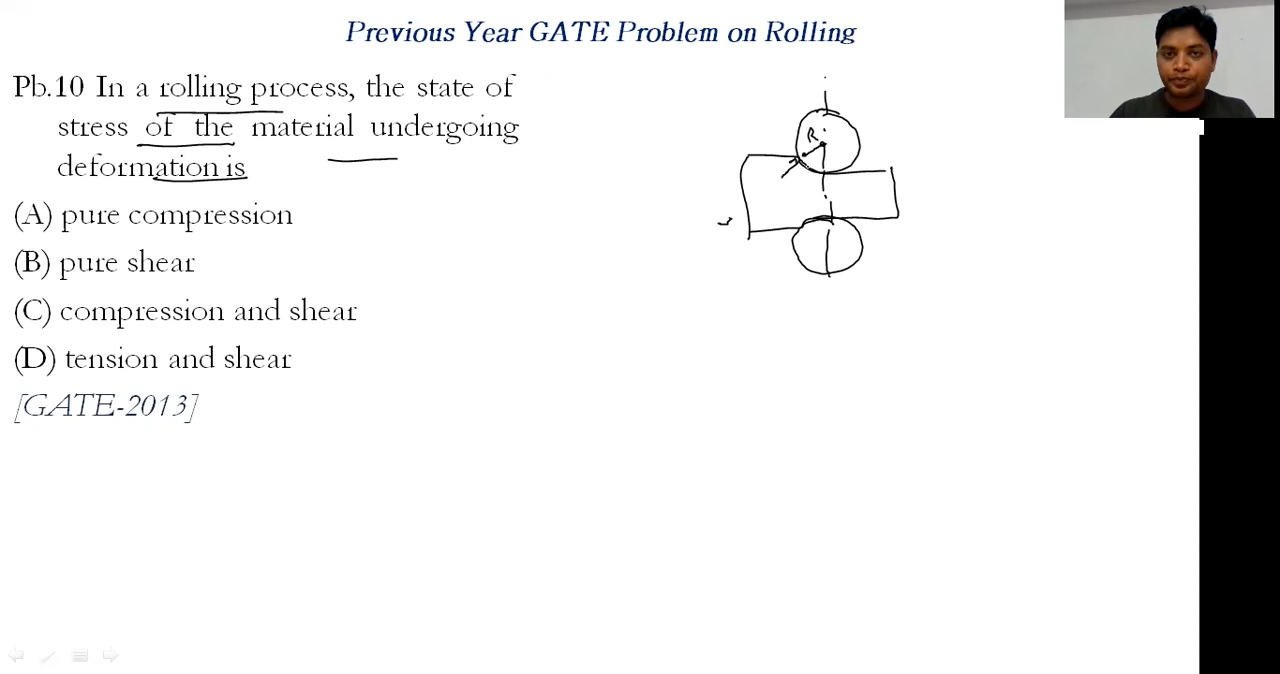 Previous Year GATE Problem on Rolling
Pb.10 In a rolling process, the state of
stress of the material undergoing
deformation is
(A) pure compression
(B) pure shear
(C) compression and shear
(D) tension and shear
[GATE-2013]
R